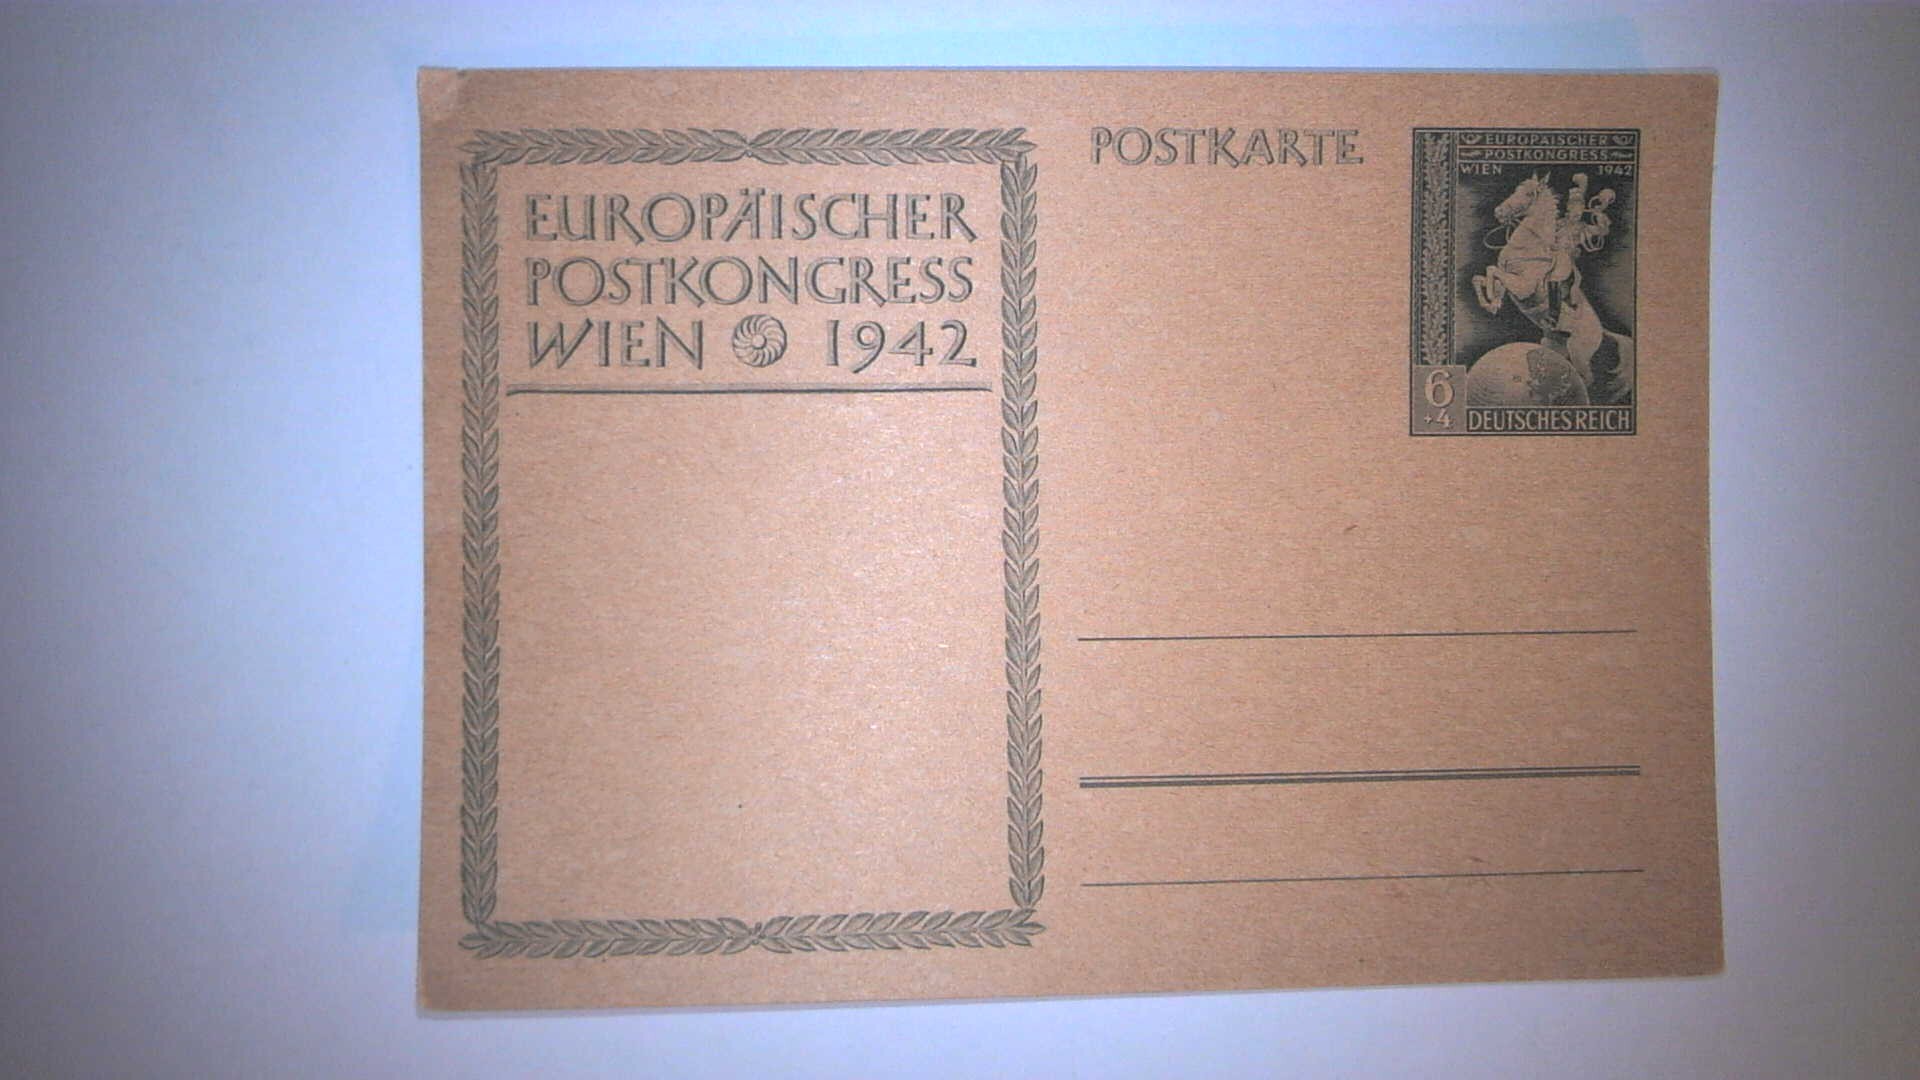 EUROPÄISCHER
POSTKONGRESS
WIEN 1942
POSTKARTE
EUROPÄISCHER
POSTKONGRESS
WIEN 1942
6
+4
DEUTSCHES REICH